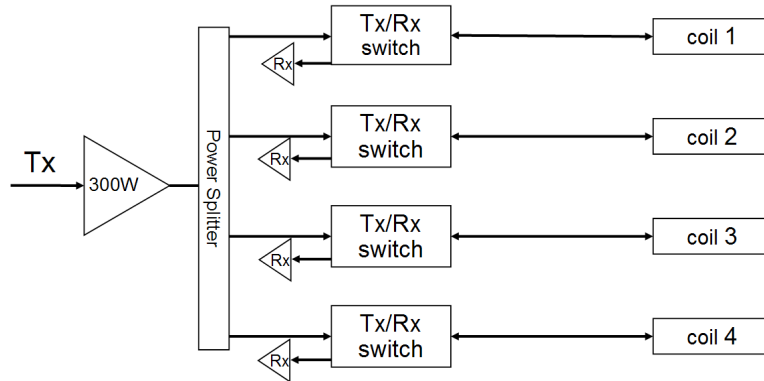 Tx
300W
Power Splitter
Tx/Rx
switch
Rx
coil 1
Tx/Rx
switch
Rx
coil 2
Tx/Rx
switch
Rx
coil 3
Tx/Rx
switch
Rx
coil 4